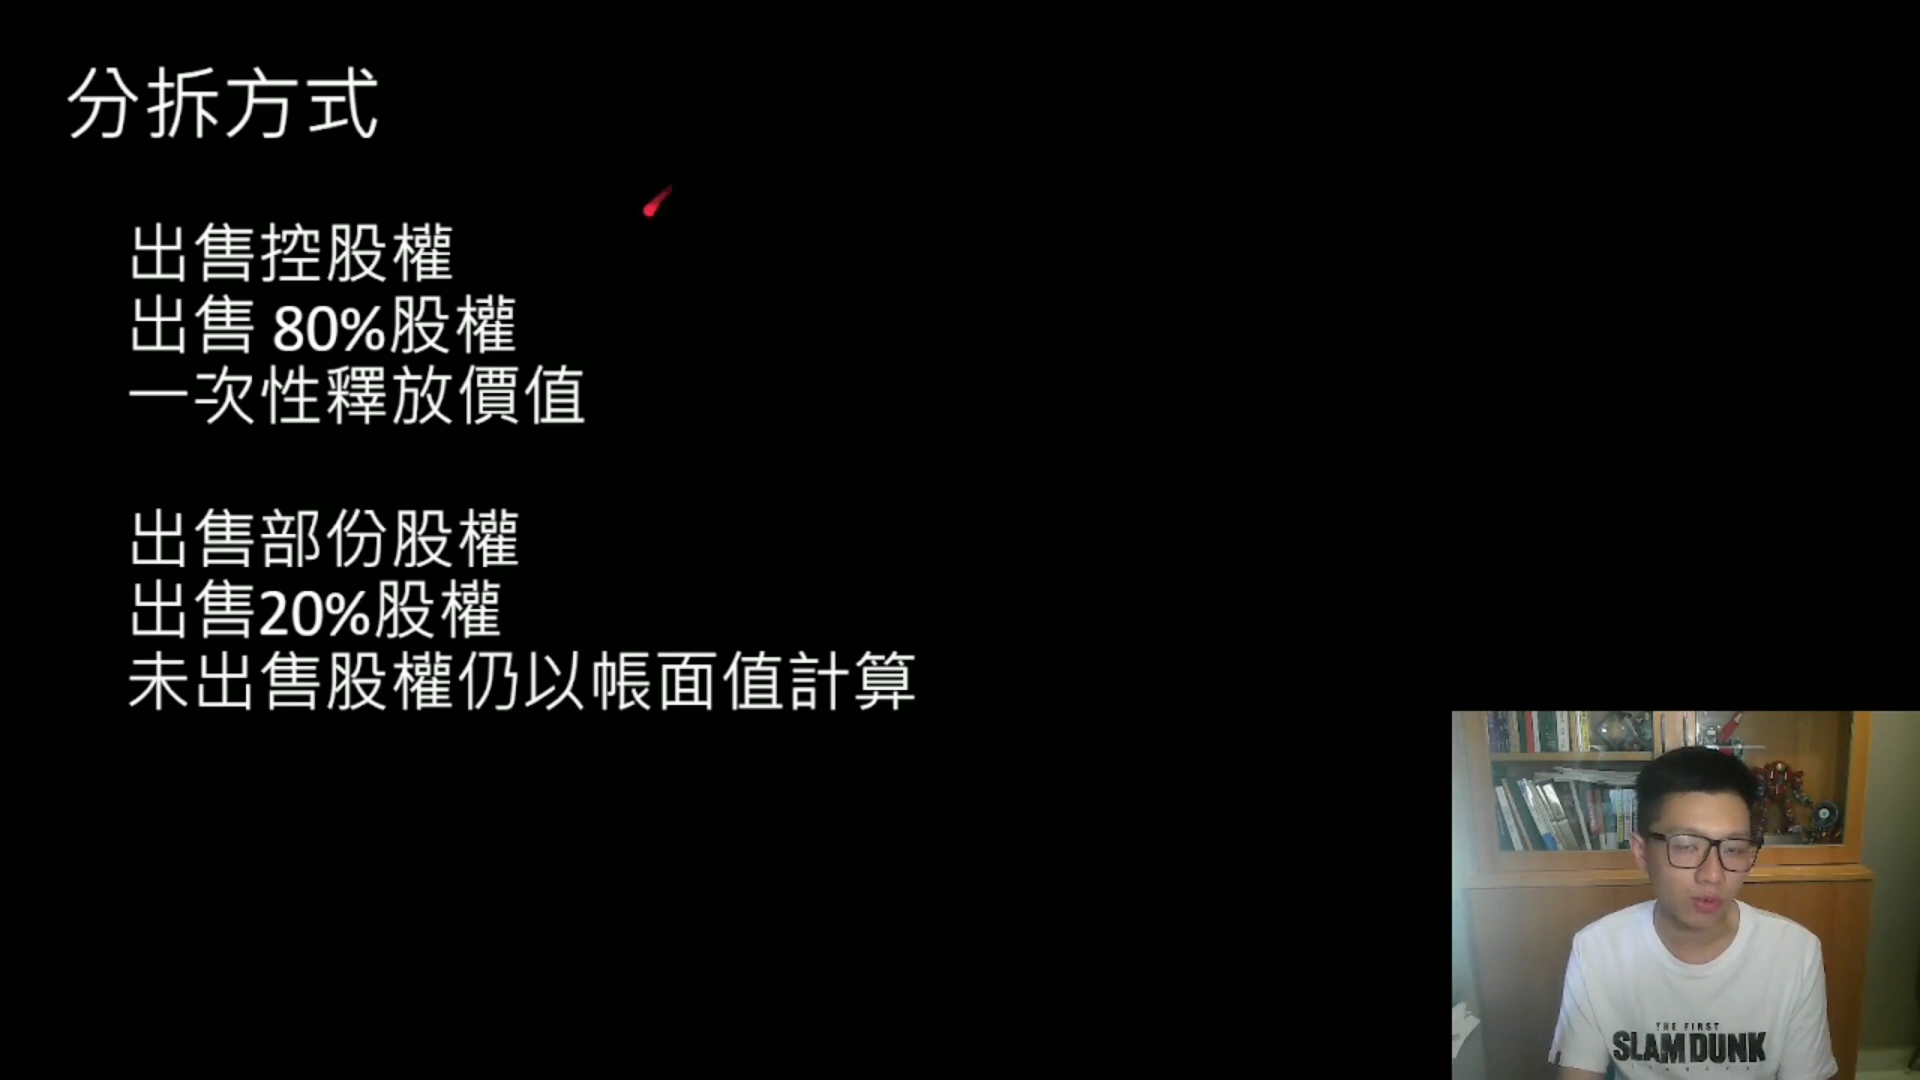 分拆方式
出售控股權
出售 80%股權
一次性釋放價值
出售部份股權
出售20%股權
未出售股權仍以帳面值計算
THE FIRST
SLAM DUNK